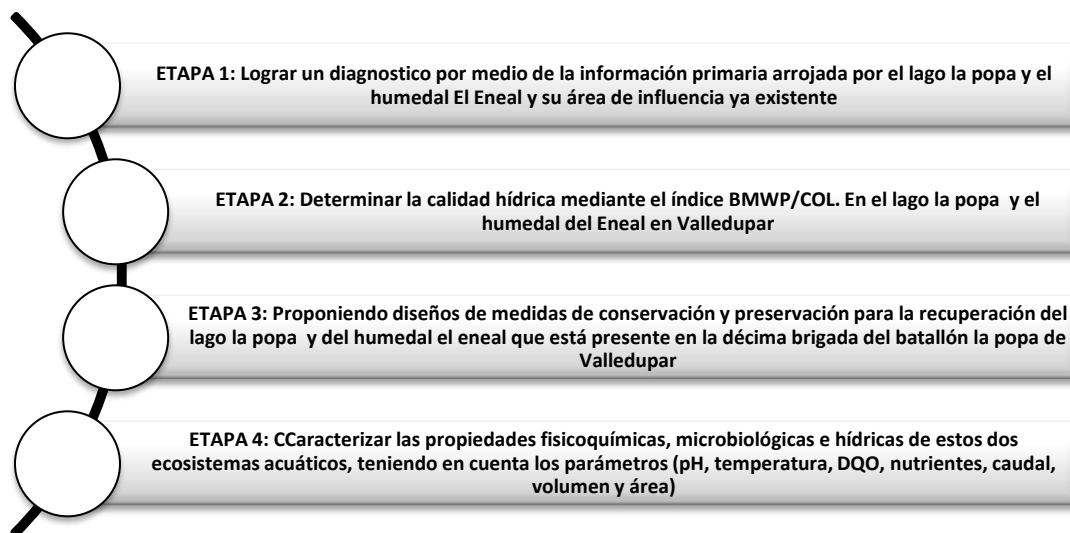 ETAPA 1: Lograr un diagnostico por medio de la información primaria arrojada por el lago la popa y el
humedal El Eneal y su área de influencia ya existente
ETAPA 2: Determinar la calidad hídrica mediante el índice BMWP/COL. En el lago la popa y el
humedal del Eneal en Valledupar
ETAPA 3: Proponiendo diseños de medidas de conservación y preservación para la recuperación del
lago la popa y del humedal el eneal que está presente en la décima brigada del batallón la popa de
Valledupar
ETAPA 4: CCaracterizar las propiedades fisicoquímicas, microbiológicas e hídricas de estos dos
ecosistemas acuáticos, teniendo en cuenta los parámetros (pH, temperatura, DQO, nutrientes, caudal,
volumen y área)